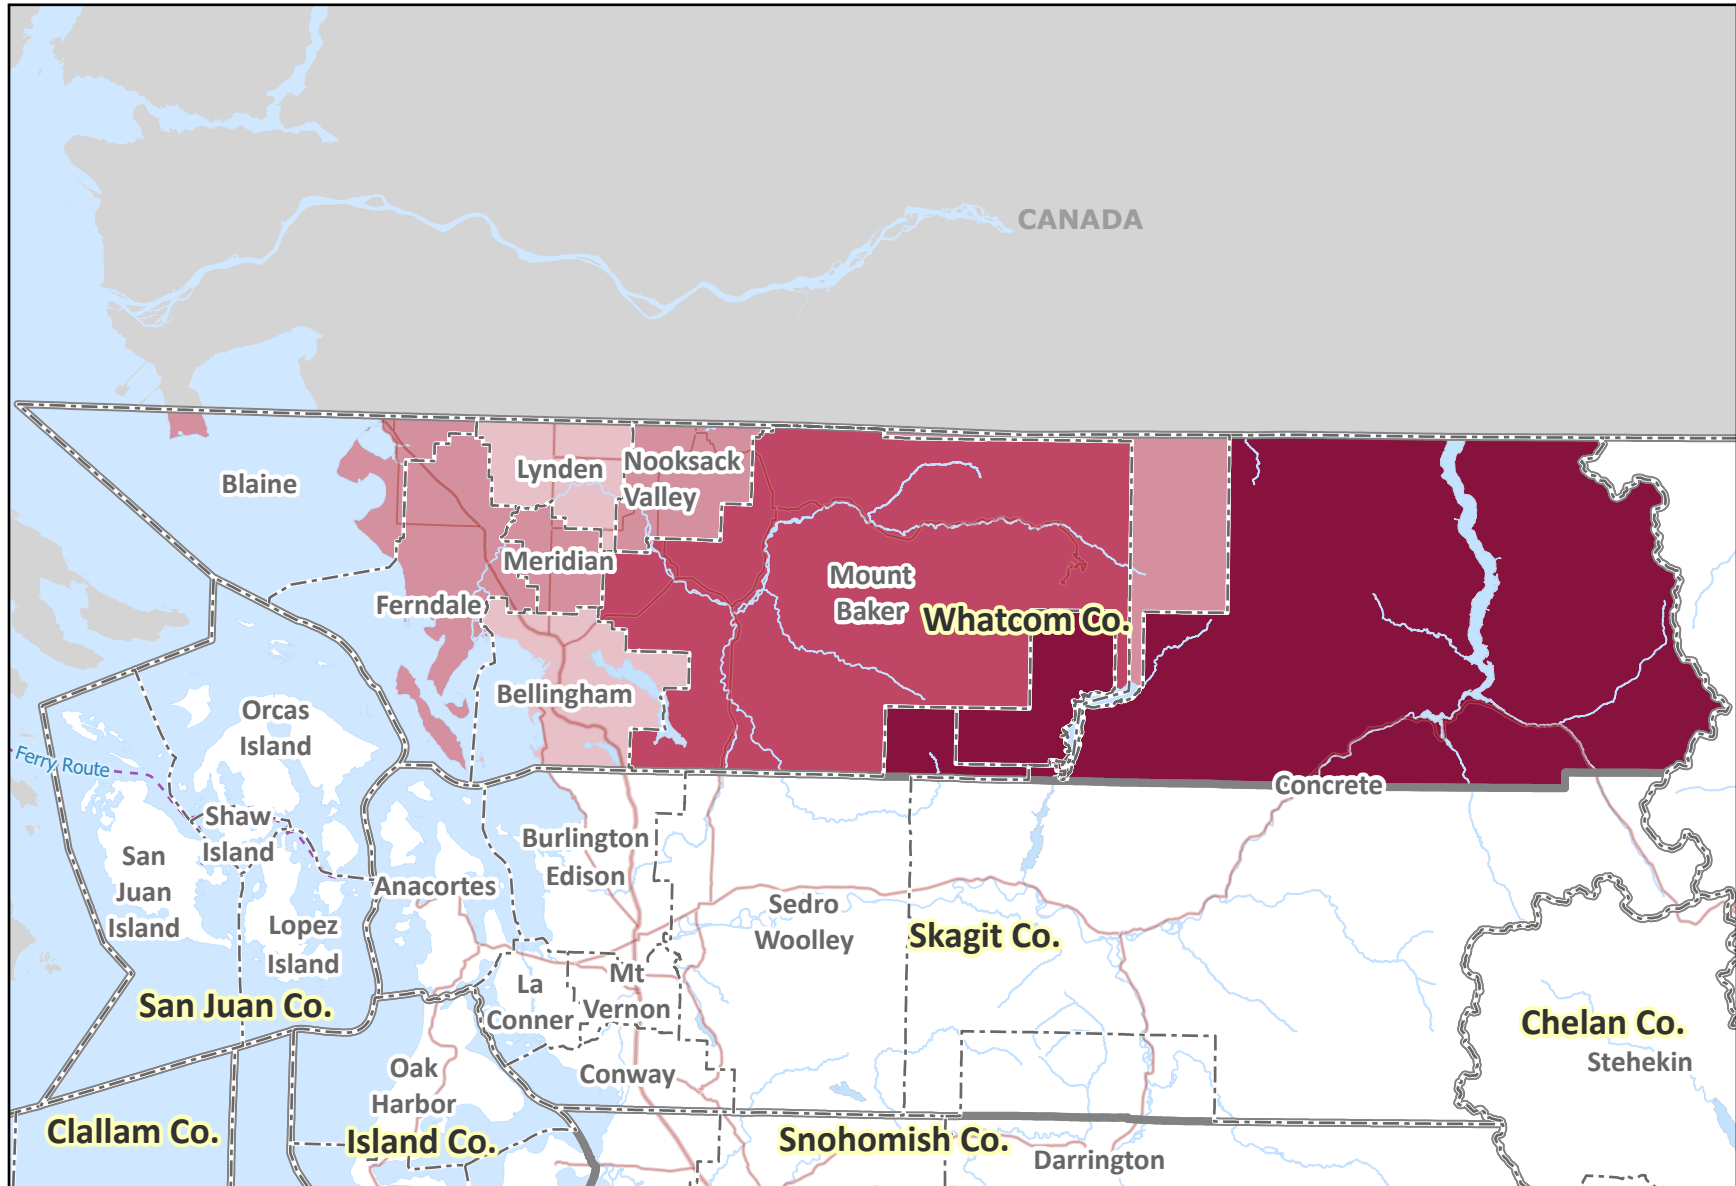 CANADA
Lynden
Nooksack
Valley
Blaine
Meridian
Mount
Baker
Ferndale
Whatcom Co.
Bellingham
Orcas
Island
Ferry Route
Concrete
Shaw
Island
Burlington
Edison
San
Juan
Island
Anacortes
Sedro
Woolley
Lopez
Island
Skagit Co.
Mt
Vernon
La
Conner
San Juan Co.
Chelan Co.
Stehekin
Oak
Harbor
Conway
Clallam Co.
Island Co.
Snohomish Co.
Darrington